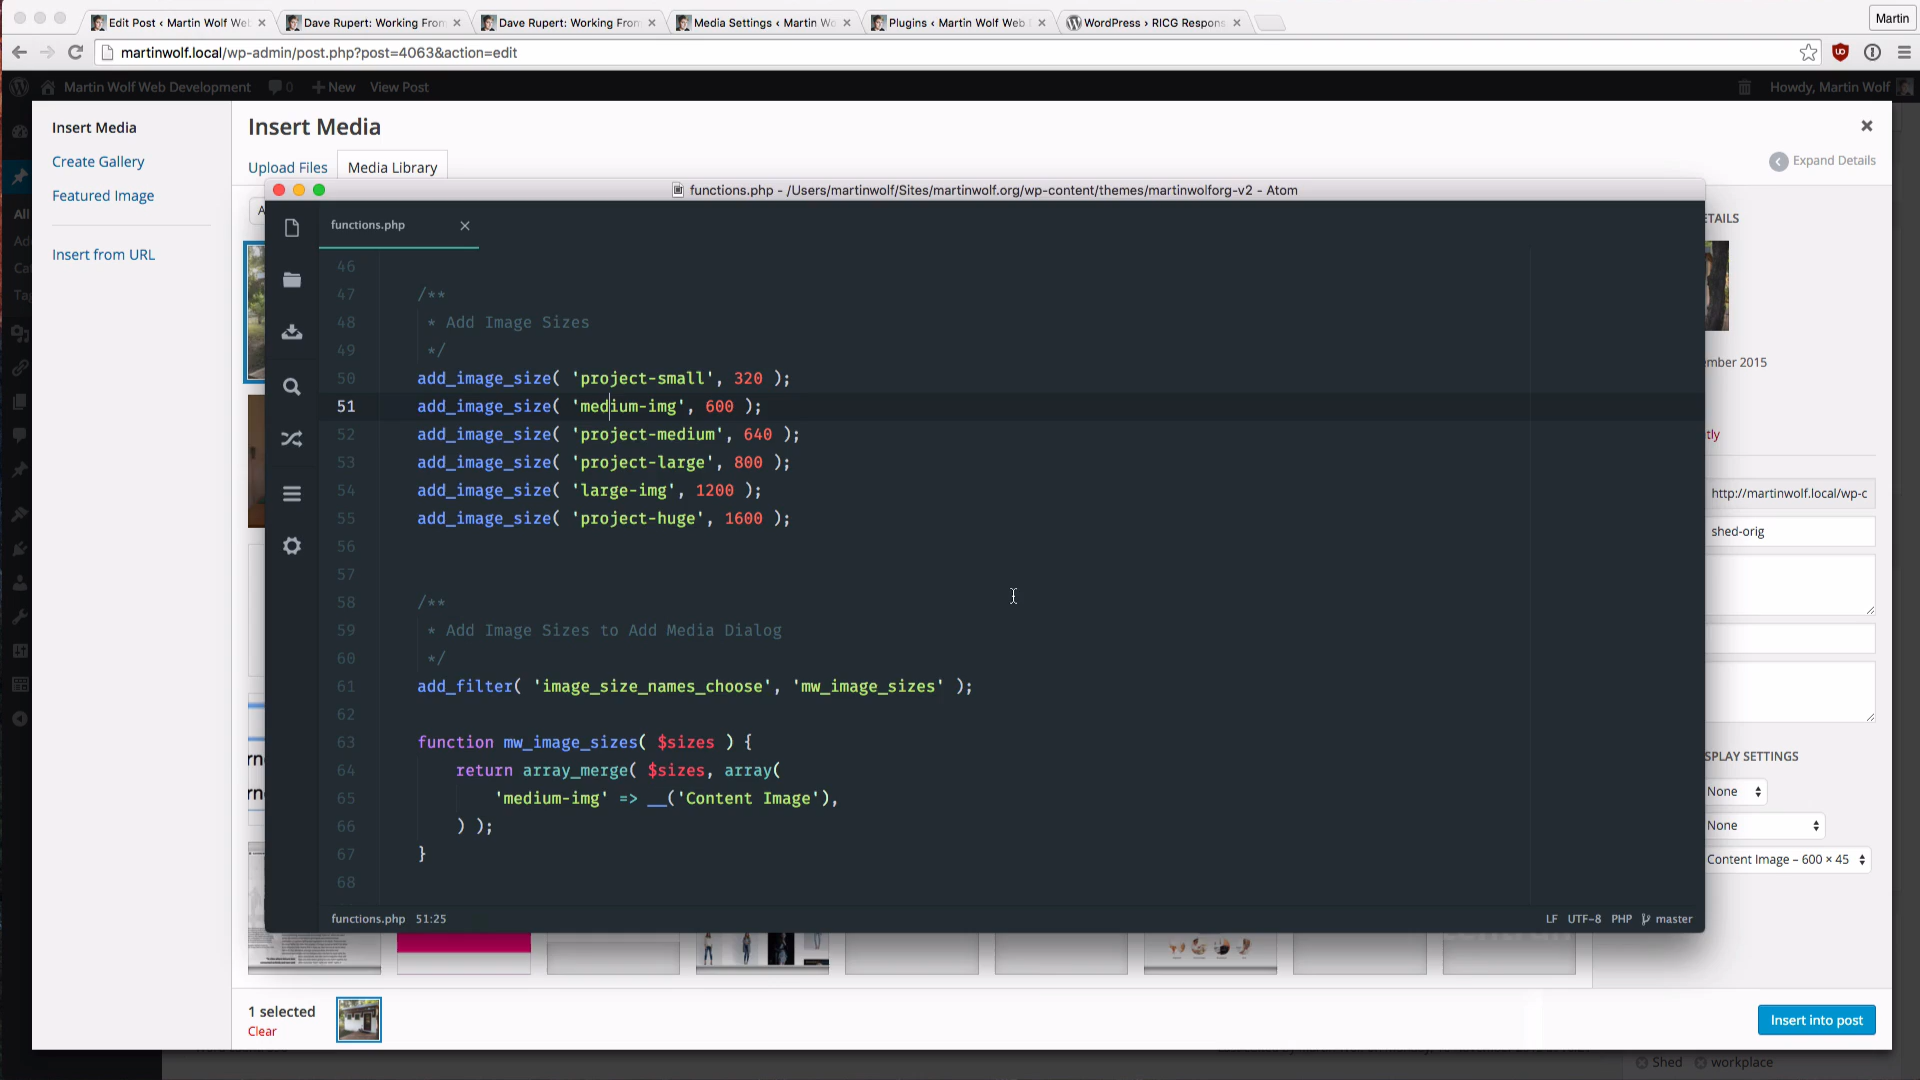 Edit Post ‹ Martin Wolf We
Dave Rupert: Working Fro
Dave Rupert: Working Fro
Media Settings ‹ Martin W
Plugins ‹ Martin Wolf Web
WordPress › RICG Respon
Martin
martinwolf.local/wp-admin/post.php?post=4063&action=edit
Martin Wolf Web Development
0
+ New
View Post
Howdy, Martin Wolf
Insert Media
Create Gallery
Featured Image
Insert from URL
Insert Media
Upload Files
Media Library
Expand Details
functions.php - /Users/martinwolf/Sites/martinwolf.org/wp-content/themes/martinwolforg-v2 - Atom
functions.php
46
47 /**
48 * Add Image Sizes
49 */
50 add_image_size( 'project-small', 320 );
51 add_image_size( 'medium-img', 600 );
52 add_image_size( 'project-medium', 640 );
53 add_image_size( 'project-large', 800 );
54 add_image_size( 'large-img', 1200 );
55 add_image_size( 'project-huge', 1600 );
56
57
58 /**
59 * Add Image Sizes to Add Media Dialog
60 */
61 add_filter( 'image_size_names_choose', 'mw_image_sizes' );
62
63 function mw_image_sizes( $sizes ) {
64 return array_merge( $sizes, array(
65 'medium-img' => __('Content Image'),
66 ) );
67 }
68
functions.php 51:25
LF UTF-8 PHP master
All
TAILS
mber 2015
tly
http://martinwolf.local/wp-c
shed-orig
SPLAY SETTINGS
None
None
Content Image – 600 × 45
1 selected
Clear
Insert into post
Shed
workplace